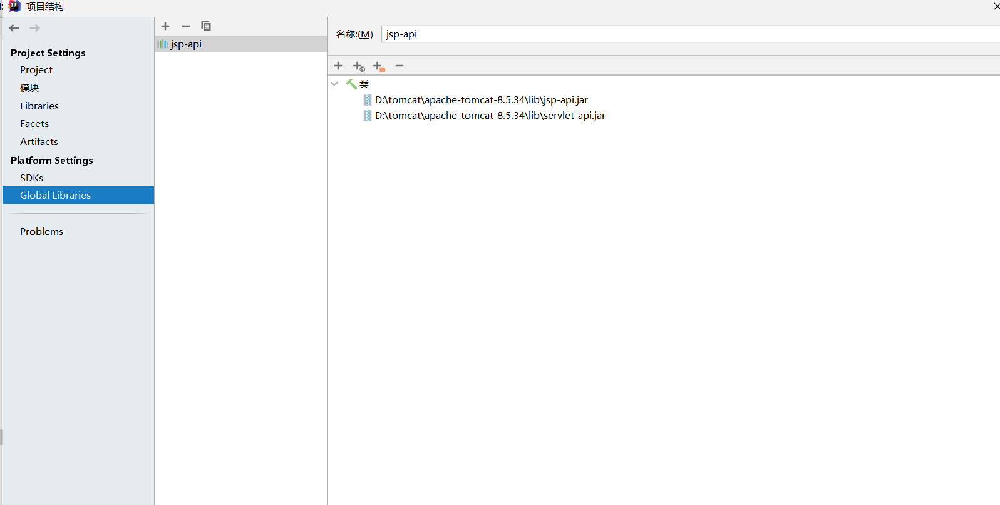 项目结构
Project Settings
Project
模块
Libraries
Facets
Artifacts
Platform Settings
SDKs
Global Libraries
Problems
jsp-api
名称:(M) jsp-api
类
D:\tomcat\apache-tomcat-8.5.34\lib\jsp-api.jar
D:\tomcat\apache-tomcat-8.5.34\lib\servlet-api.jar